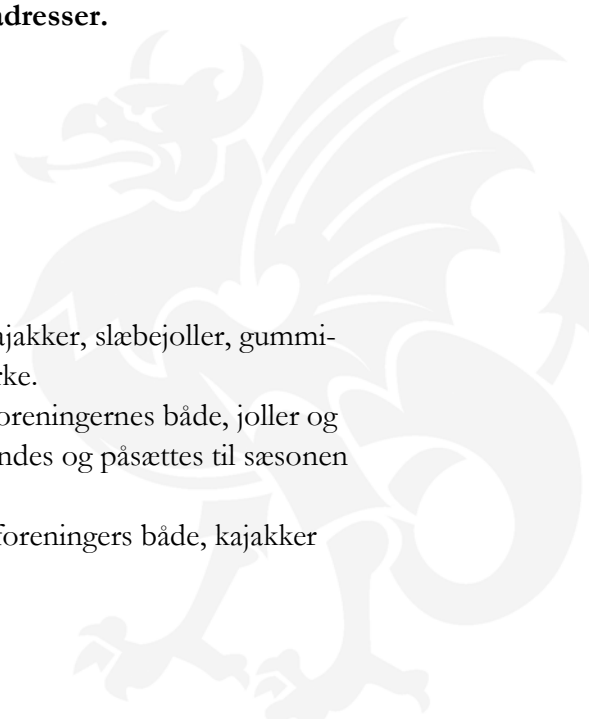 adresser.
ajakker, slæbejoller, gummi-
rke.
foreningernes både, joller og
ndes og påsættes til sæsonen
foreningers både, kajakker